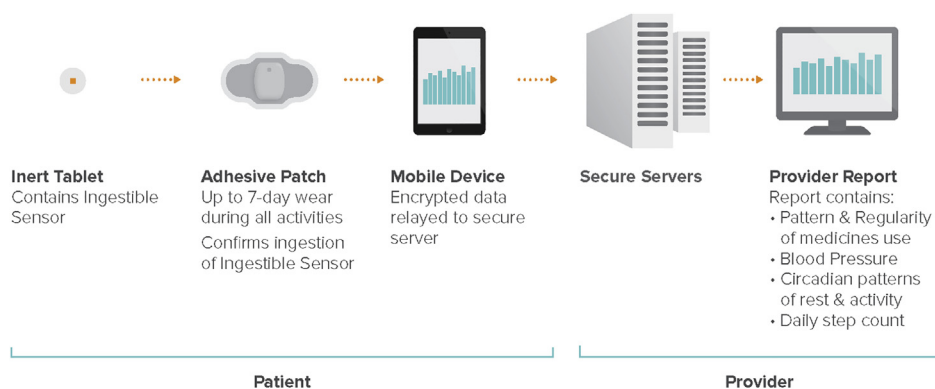 Inert Tablet
Contains Ingestible
Sensor
Adhesive Patch
Up to 7-day wear
during all activities
Confirms ingestion
of Ingestible Sensor
Mobile Device
Encrypted data
relayed to secure
server
Secure Servers
Provider Report
Report contains:
• Pattern & Regularity
of medicines use
• Blood Pressure
• Circadian patterns
of rest & activity
• Daily step count
Patient
Provider